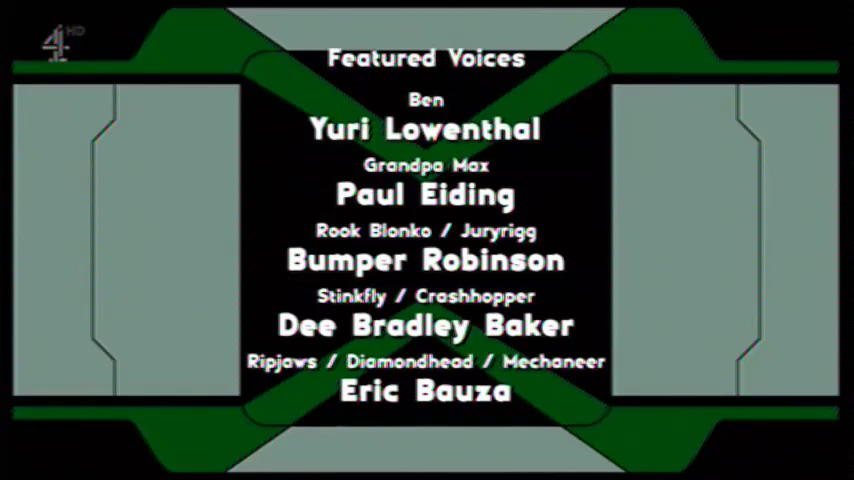 4HD
Featured Voices
Ben
Yuri Lowenthal
Grandpa Max
Paul Eiding
Rook Blonko / Juryrigg
Bumper Robinson
Stinkfly / Crashhopper
Dee Bradley Baker
Ripjaws / Diamondhead / Mechaneer
Eric Bauza